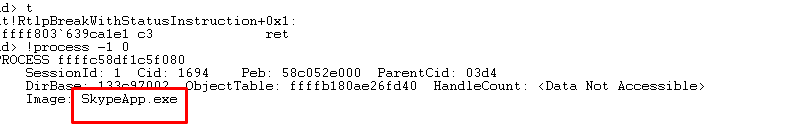 d> t
t!RtlpBreakWithStatusInstruction+0x1:
ffff803`639ca1e1 c3 ret
d> !process -1 0
PROCESS ffffc58df1c5f080
SessionId: 1 Cid: 1694 Peb: 58c052e000 ParentCid: 03d4
DirBase: 133c97002 ObjectTable: ffffb180ae26fd40 HandleCount: <Data Not Accessible>
Image: SkypeApp.exe